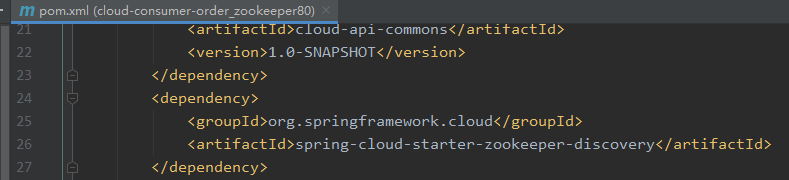 pom.xml (cloud-consumer-order_zookeeper80)
21 <artifactId>cloud-api-commons</artifactId>
22 <version>1.0-SNAPSHOT</version>
23 </dependency>
24 <dependency>
25 <groupId>org.springframework.cloud</groupId>
26 <artifactId>spring-cloud-starter-zookeeper-discovery</artifactId>
27 </dependency>